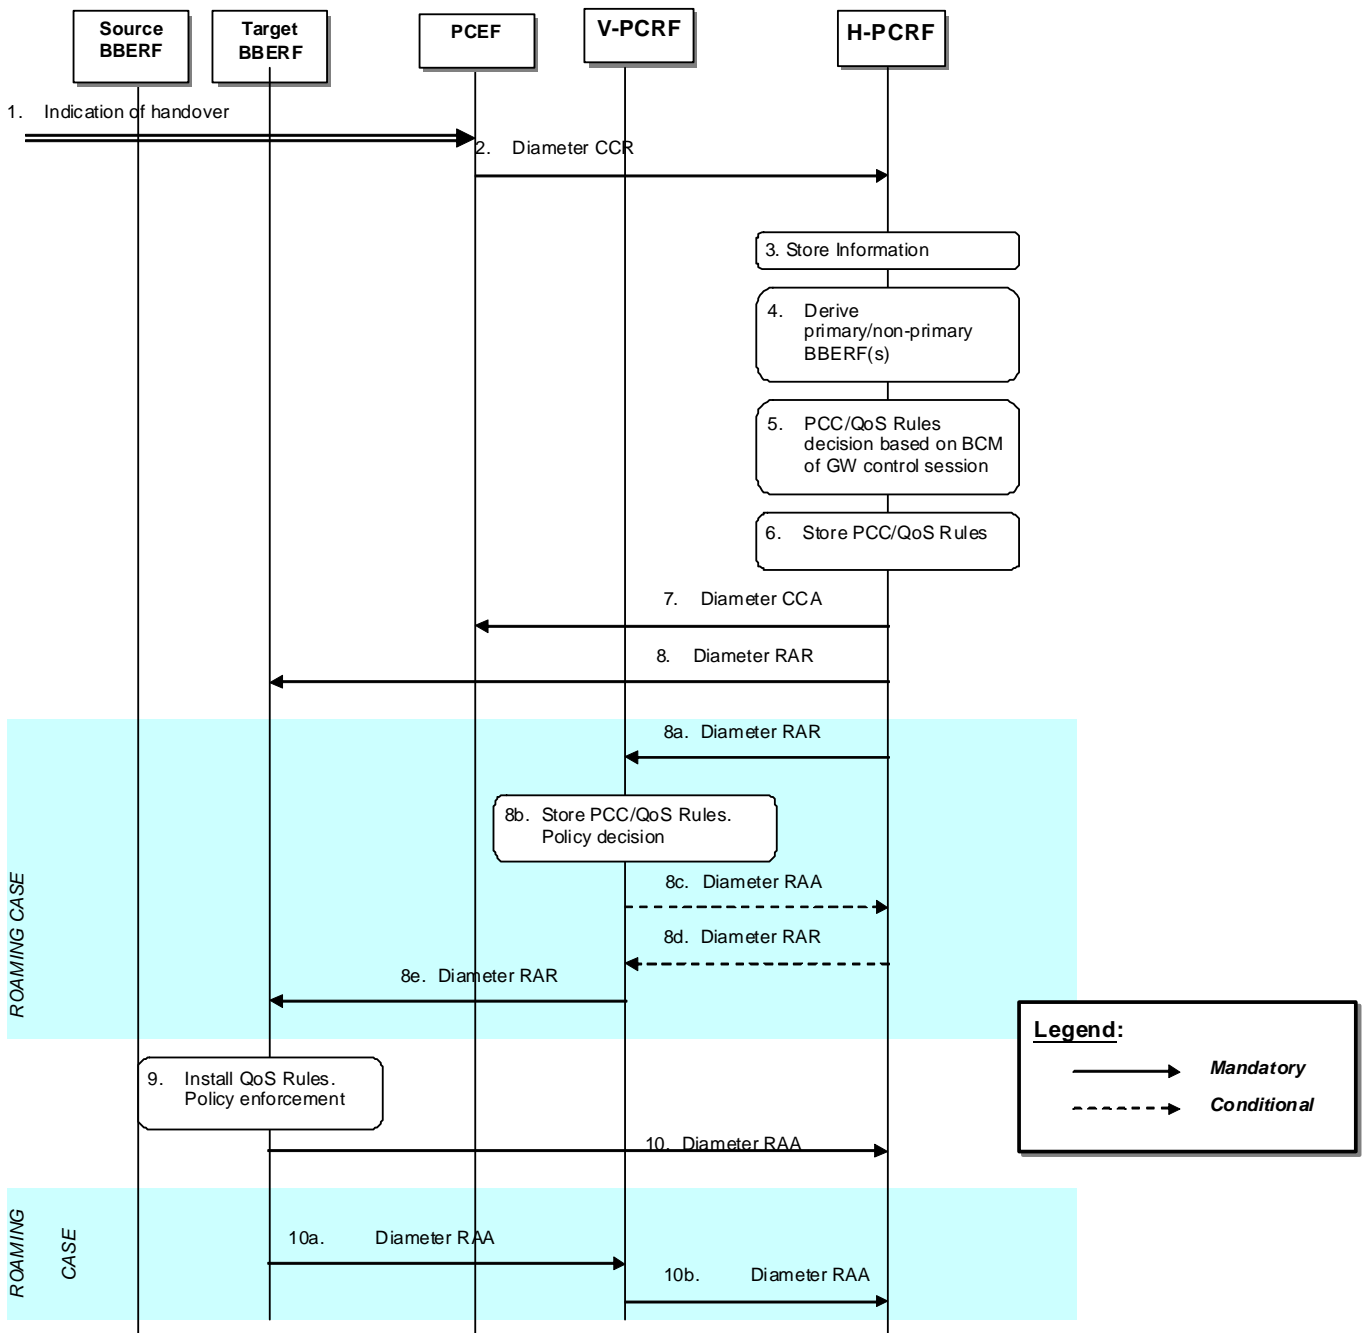 Source
BBERF
Target
BBERF
PCEF
V-PCRF
H-PCRF
1. Indication of handover
2. Diameter CCR
3. Store Information
4. Derive
primary/non-primary
BBERF(s)
5. PCC/QoS Rules
decision based on BCM
of GW control session
6. Store PCC/QoS Rules
7. Diameter CCA
8. Diameter RAR
8a. Diameter RAR
8b. Store PCC/QoS Rules.
Policy decision
8c. Diameter RAA
8d. Diameter RAR
8e. Diameter RAR
ROAMING CASE
Legend:
Mandatory
Conditional
9. Install QoS Rules.
Policy enforcement
10. Diameter RAA
ROAMING
CASE
10a. Diameter RAA
10b. Diameter RAA